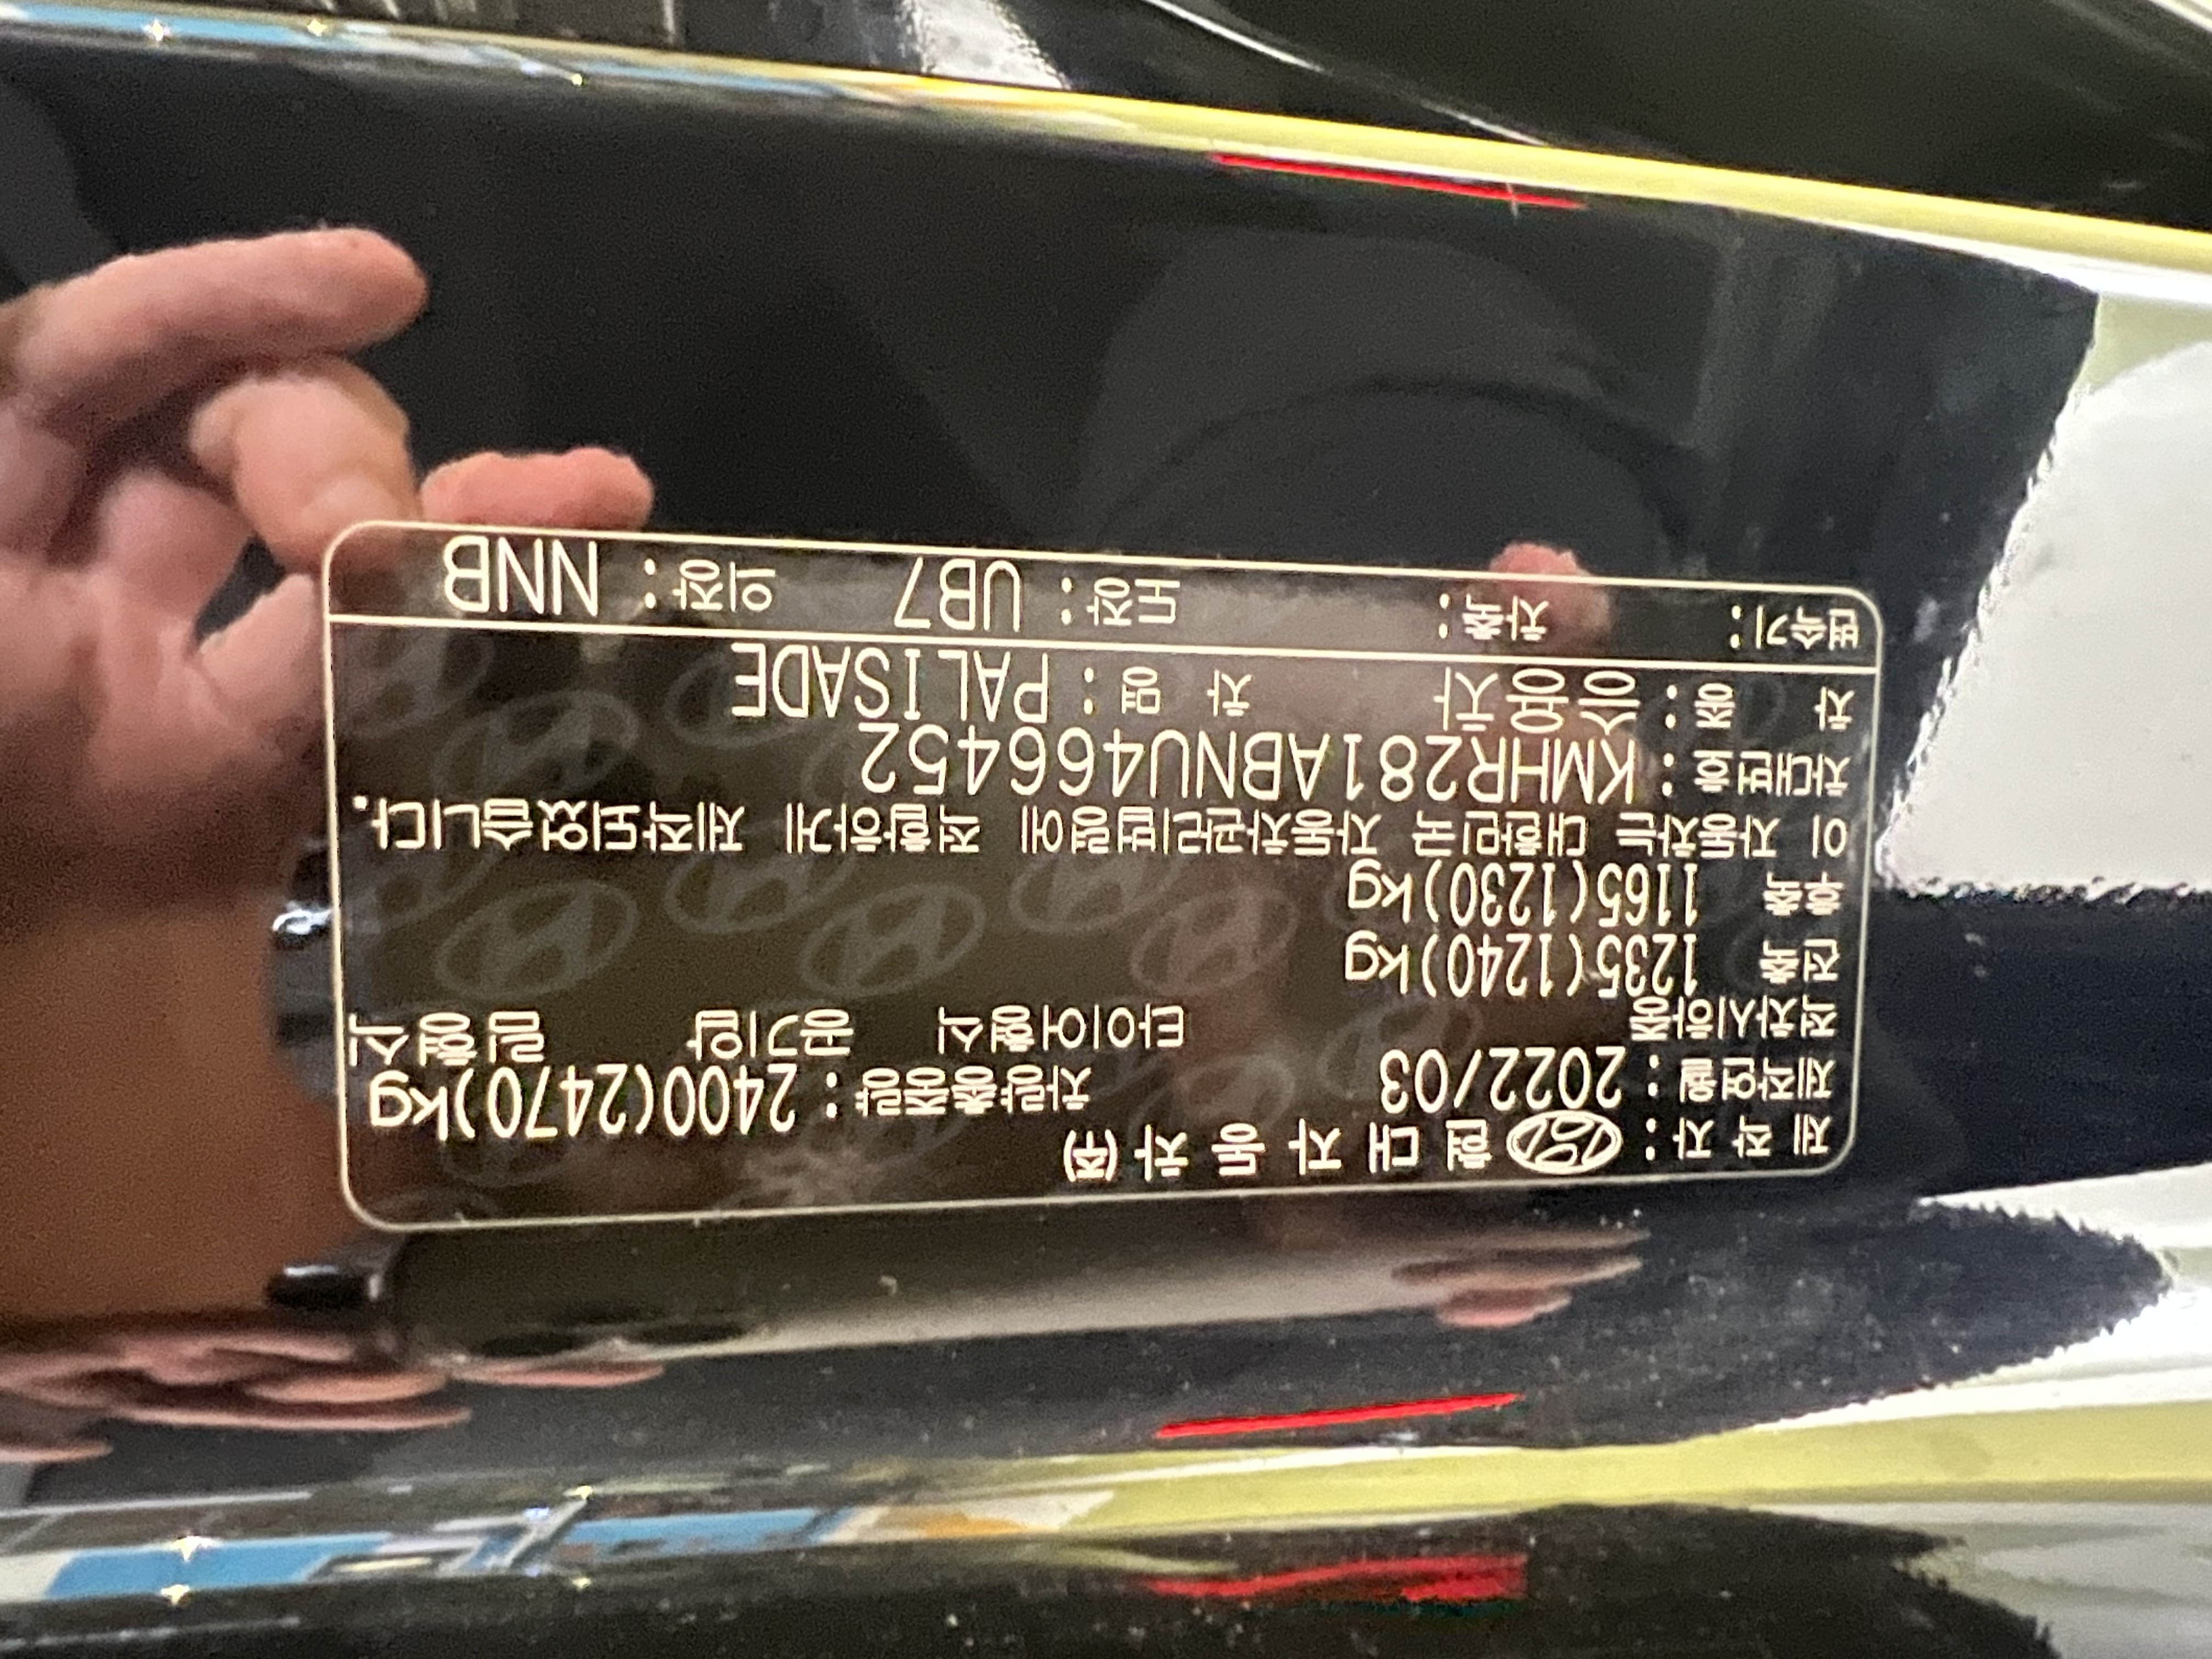 제 작 자: 현 대 자 동 차 (주)
제작연월: 2022/03 차량총중량: 2400(2470)kg
적차시하중 타이어형식 공기압 림형식
전 축 1235(1240)kg
후 축 1165(1230)kg
이 자동차는 대한민국 자동차관리법령에 적합하게 제작되었습니다.
차대번호: KMHR281ABNU466452
차 종: 승용차 차 명: PALISADE
변속기: 차축: 도장: UB7 의장: NNB